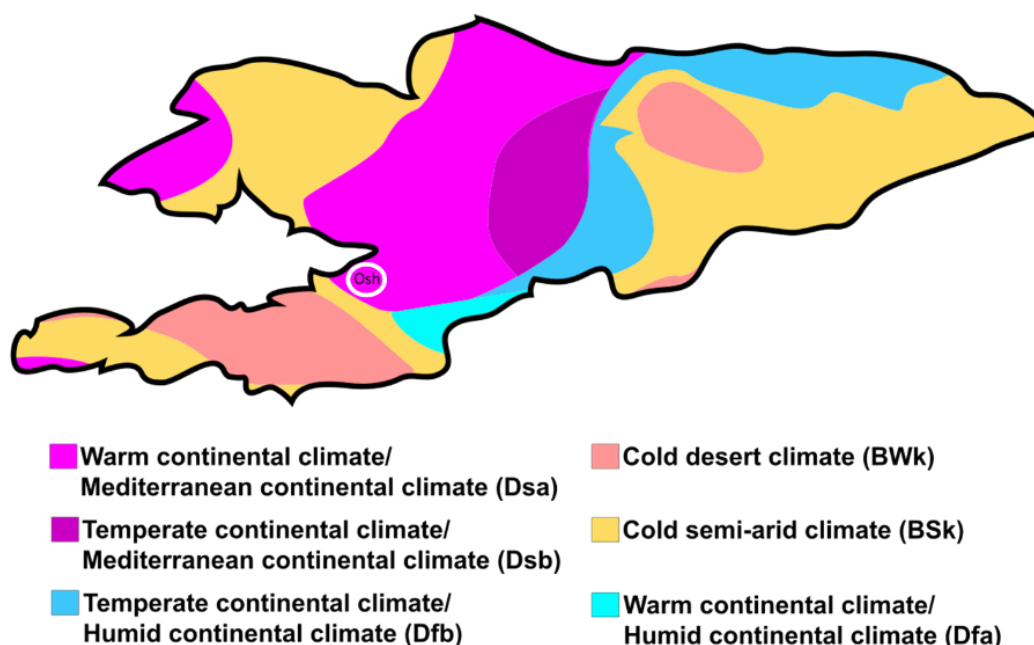 Osh
Warm continental climate/
Mediterranean continental climate (Dsa)
Temperate continental climate/
Mediterranean continental climate (Dsb)
Temperate continental climate/
Humid continental climate (Dfb)
Cold desert climate (BWk)
Cold semi-arid climate (BSk)
Warm continental climate/
Humid continental climate (Dfa)